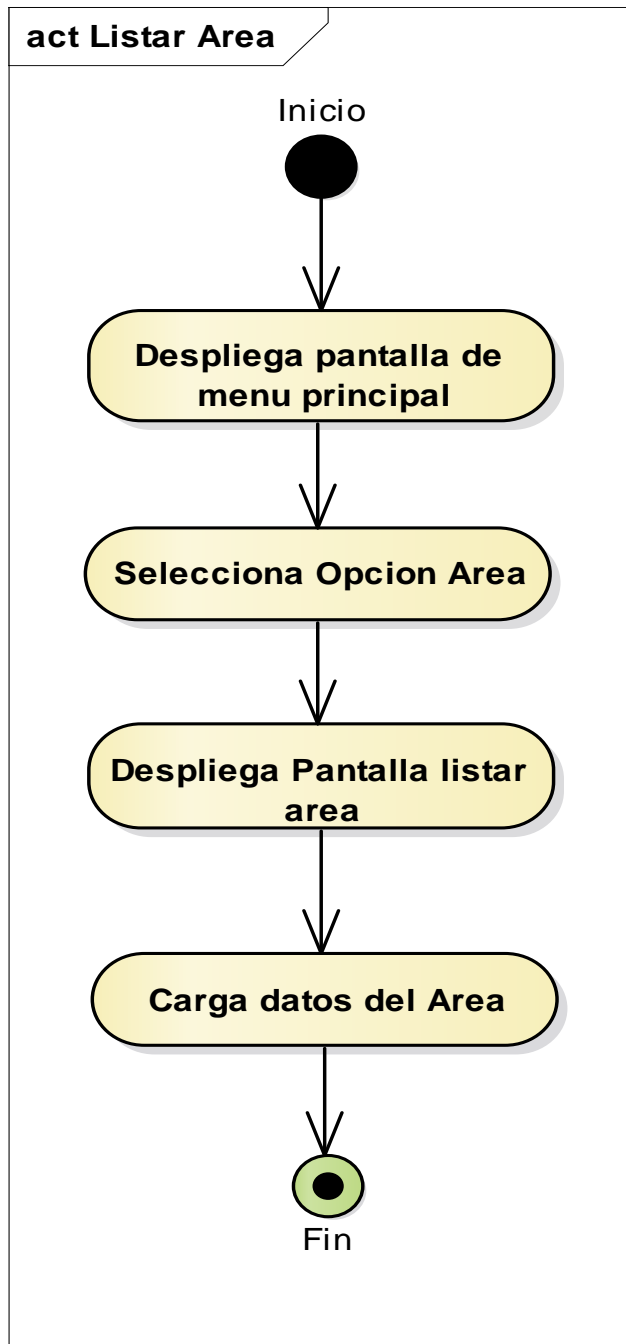 act Listar Area
Inicio
Despliega pantalla de
menu principal
Selecciona Opcion Area
Despliega Pantalla listar
area
Carga datos del Area
Fin